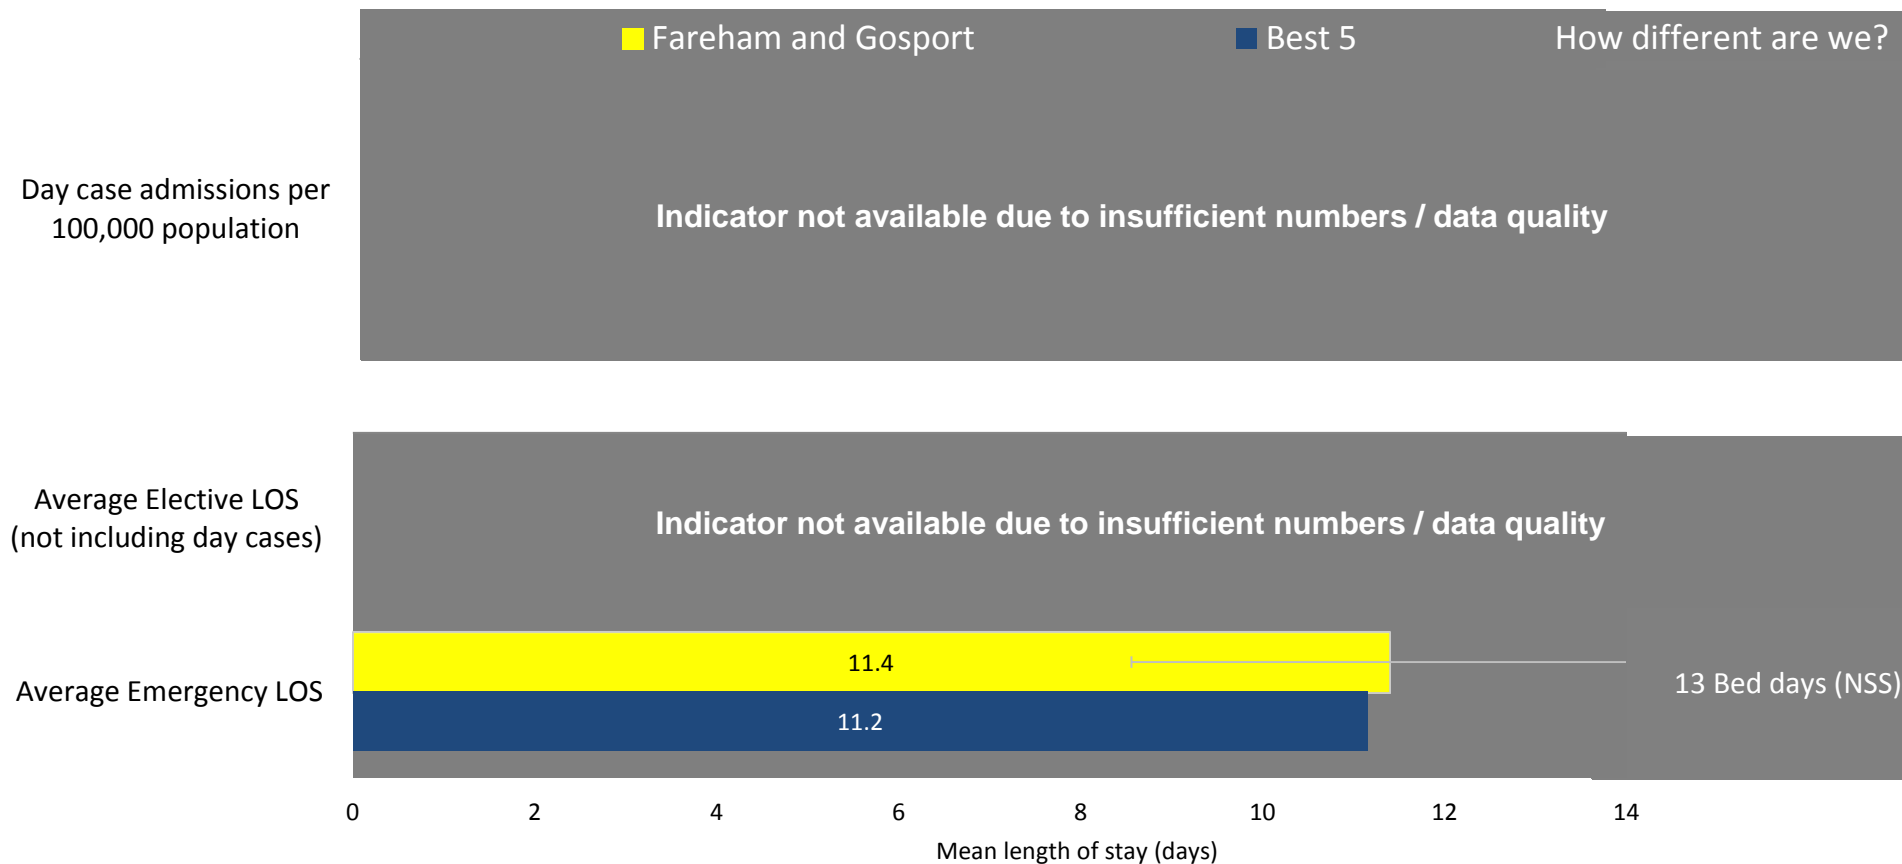 Fareham and Gosport Best 5 How different are we?
Day case admissions per
100,000 population
Indicator not available due to insufficient numbers / data quality
Average Elective LOS
(not including day cases)
Indicator not available due to insufficient numbers / data quality
Average Emergency LOS
11.4
11.2
13 Bed days (NSS)
0 2 4 6 8 10 12 14
Mean length of stay (days)